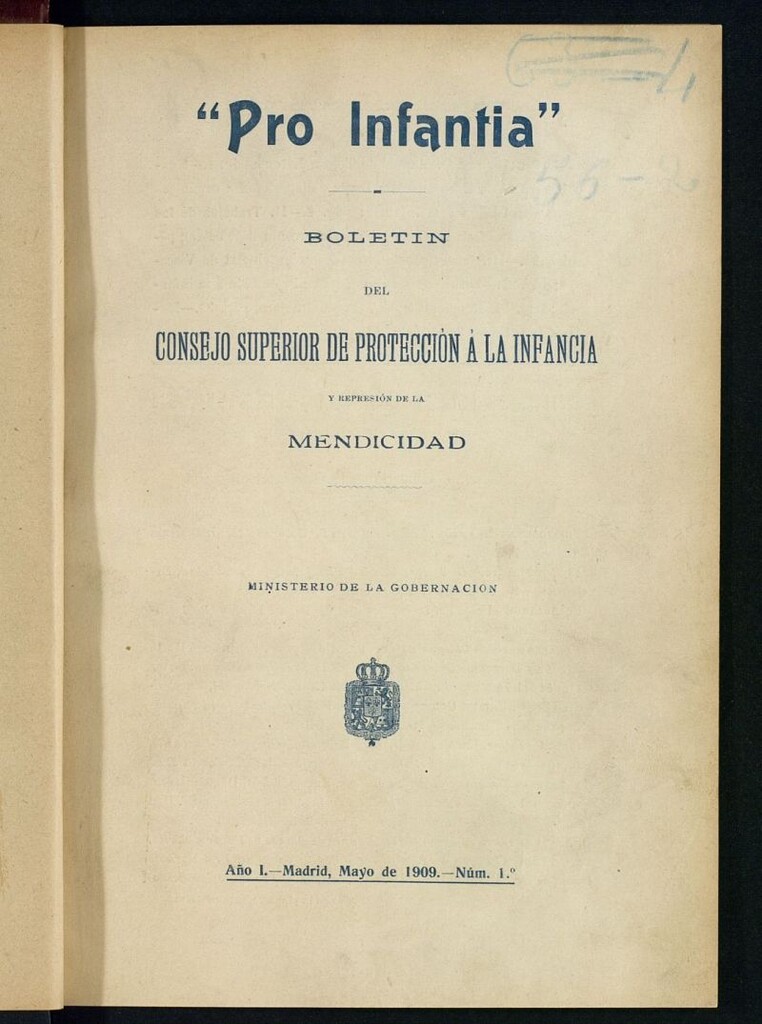 “Pro Infantia”
BOLETIN
DEL
CONSEJO SUPERIOR DE PROTECCIÓN Á LA INFANCIA
Y REPRESIÓN DE LA
MENDICIDAD
MINISTERIO DE LA GOBERNACION
Año I.—Madrid, Mayo de 1909.—Núm. 1.º